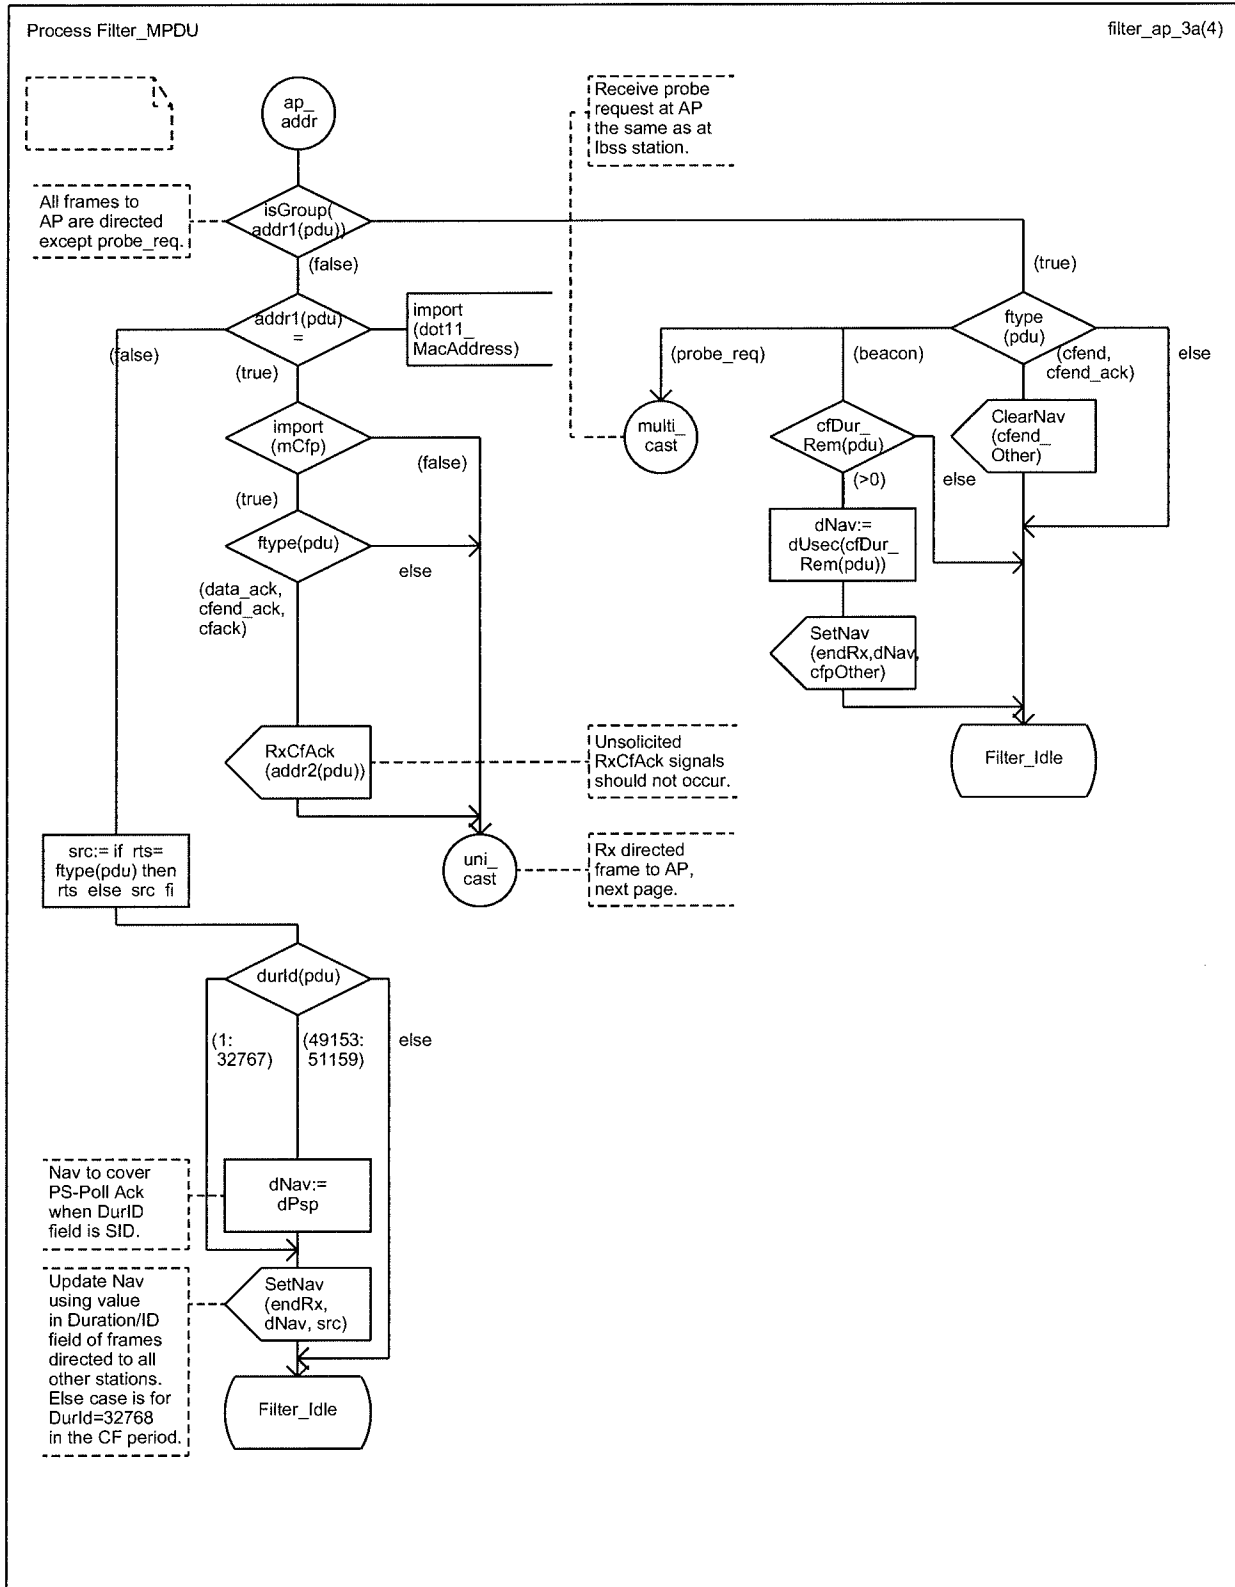 Process Filter_MPDU
filter_ap_3a(4)
ap_
addr
Receive probe
request at AP
the same as at
Ibss station.
All frames to
AP are directed
except probe_req.
isGroup(
addr1(pdu))
(false)
(true)
addr1(pdu)
=
import
(dot11_
MacAddress)
(false)
(true)
ftype
(pdu)
(probe_req)
(beacon)
(cfend,
cfend_ack)
else
import
(mCfp)
(false)
(true)
multi_
cast
cfDur_
Rem(pdu)
(>0)
else
ClearNav
(cfend_
Other)
ftype(pdu)
else
(data_ack,
cfend_ack,
cfack)
dNav:=
dUsec(cfDur_
Rem(pdu))
SetNav
(endRx,dNav,
cfpOther)
RxCfAck
(addr2(pdu))
Unsolicited
RxCfAck signals
should not occur.
Filter_Idle
src:= if rts=
ftype(pdu) then
rts else src fi
uni_
cast
Rx directed
frame to AP,
next page.
durId(pdu)
(1:
32767)
(49153:
51159)
else
Nav to cover
PS-Poll Ack
when DurID
field is SID.
dNav:=
dPsp
Update Nav
using value
in Duration/ID
field of frames
directed to all
other stations.
Else case is for
DurId=32768
in the CF period.
SetNav
(endRx,
dNav, src)
Filter_Idle